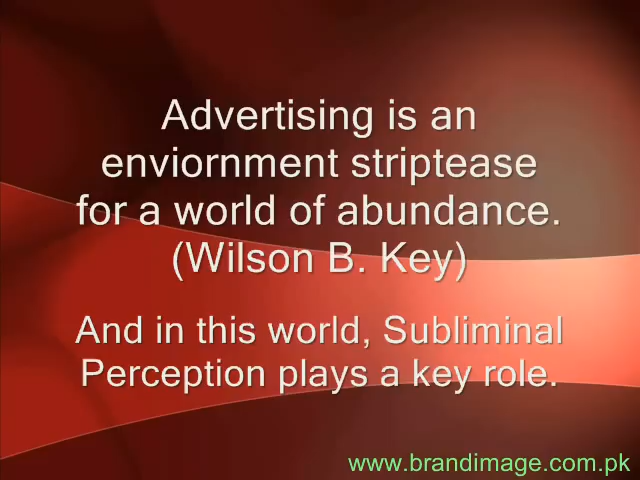 Advertising is an
enviornment striptease
for a world of abundance.
(Wilson B. Key)
And in this world, Subliminal
Perception plays a key role.
www.brandimage.com.pk